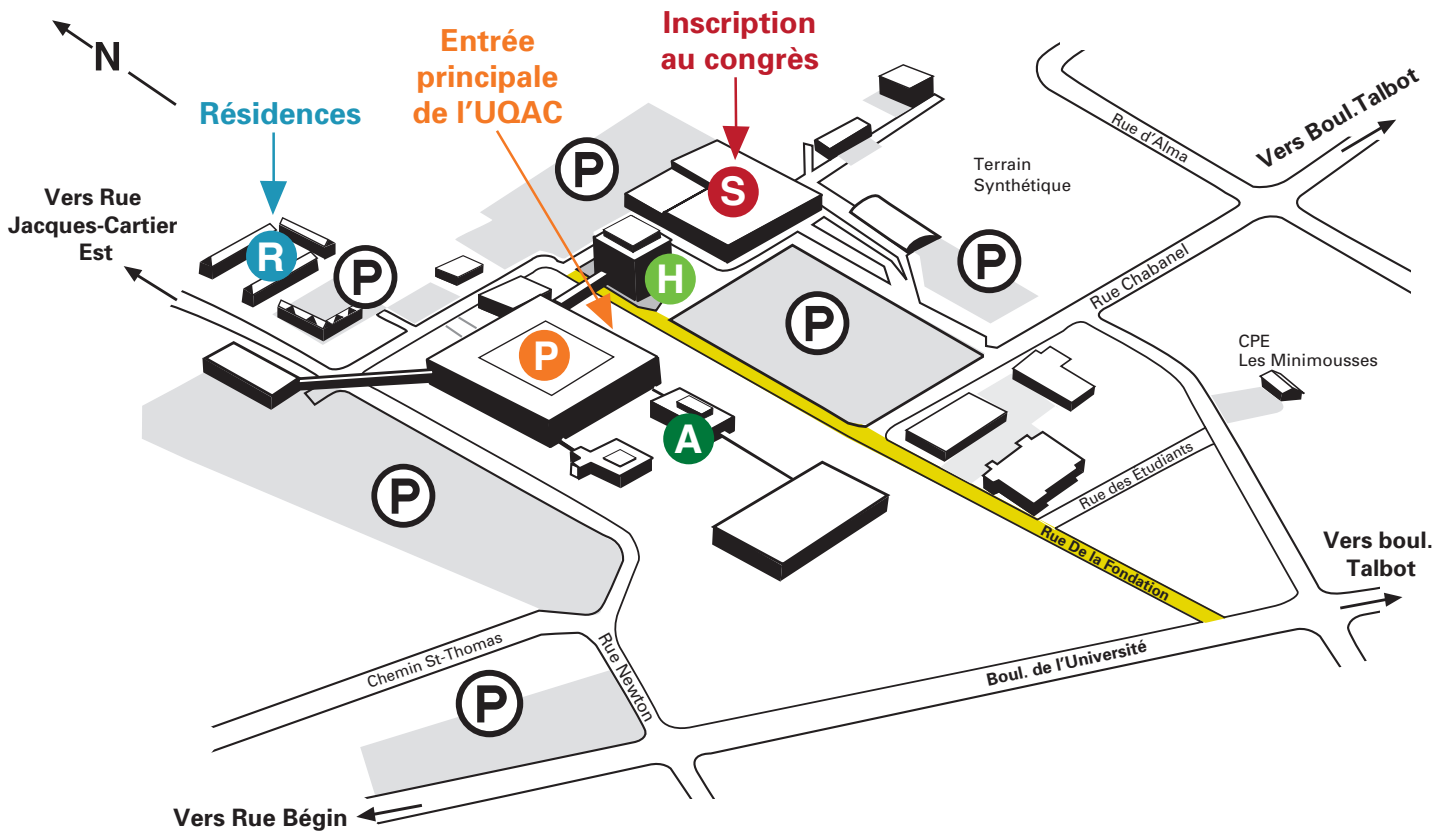 N
Inscription
au congrès
Entrée
principale
de l'UQAC
Résidences
Vers Rue
Jacques-Cartier
Est
Rue d'Alma
Vers Boul.Talbot
Terrain
Synthétique
P
S
R
P
H
P
P
Rue Chabanel
P
CPE
Les Minimousses
A
P
Rue des Étudiants
Rue De la Fondation
Vers boul.
Talbot
Chemin St-Thomas
Rue Newton
Boul. de l'Université
P
Vers Rue Bégin